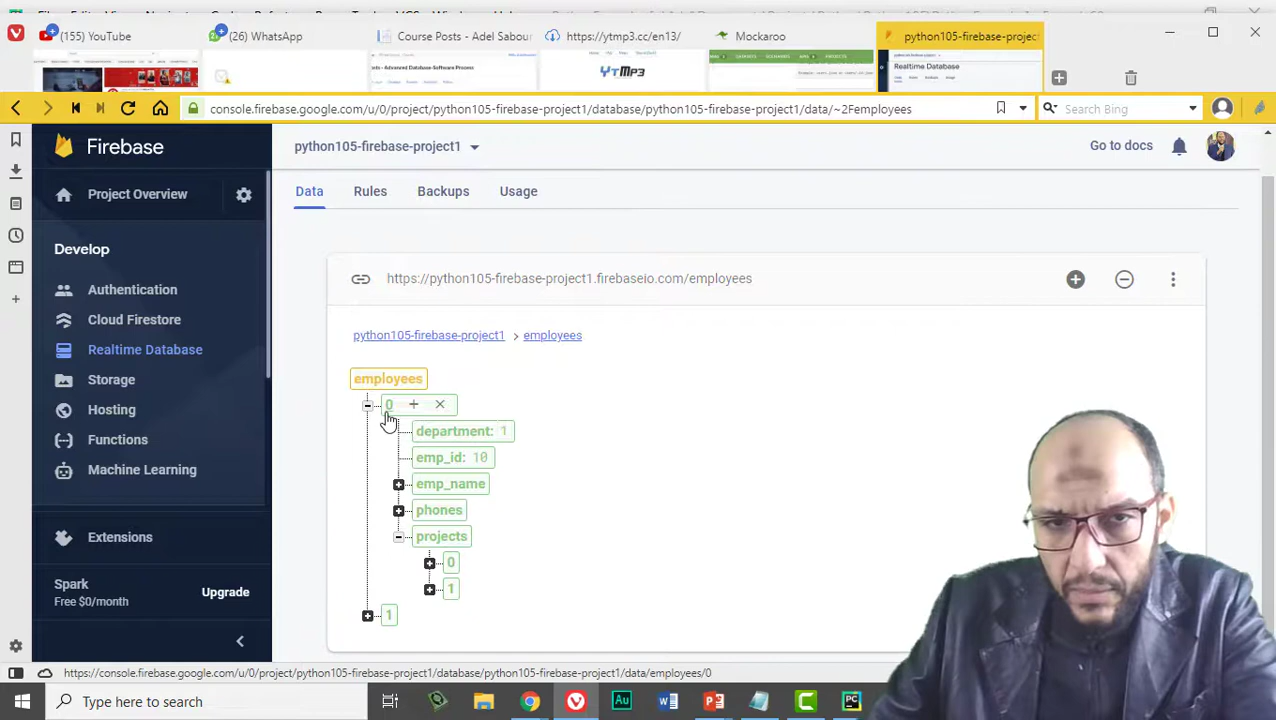 (155) YouTube
(26) WhatsApp
Course Posts - Adel Sabour
https://ytmp3.cc/en13/
Mockaroo
python105-firebase-project
YTMP3
Realtime Database
console.firebase.google.com/u/0/project/python105-firebase-project1/database/python105-firebase-project1/data/~2Femployees
Search Bing
Firebase
python105-firebase-project1
Go to docs
Project Overview
Data Rules Backups Usage
Develop
https://python105-firebase-project1.firebaseio.com/employees
Authentication
Cloud Firestore
python105-firebase-project1 > employees
Realtime Database
Storage
employees
Hosting
0 + ×
Functions
department: 1
Machine Learning
emp_id: 10
emp_name
phones
Extensions
projects
0
Spark
Free $0/month
Upgrade
1
1
https://console.firebase.google.com/u/0/project/python105-firebase-project1/database/python105-firebase-project1/data/employees/0
Type here to search